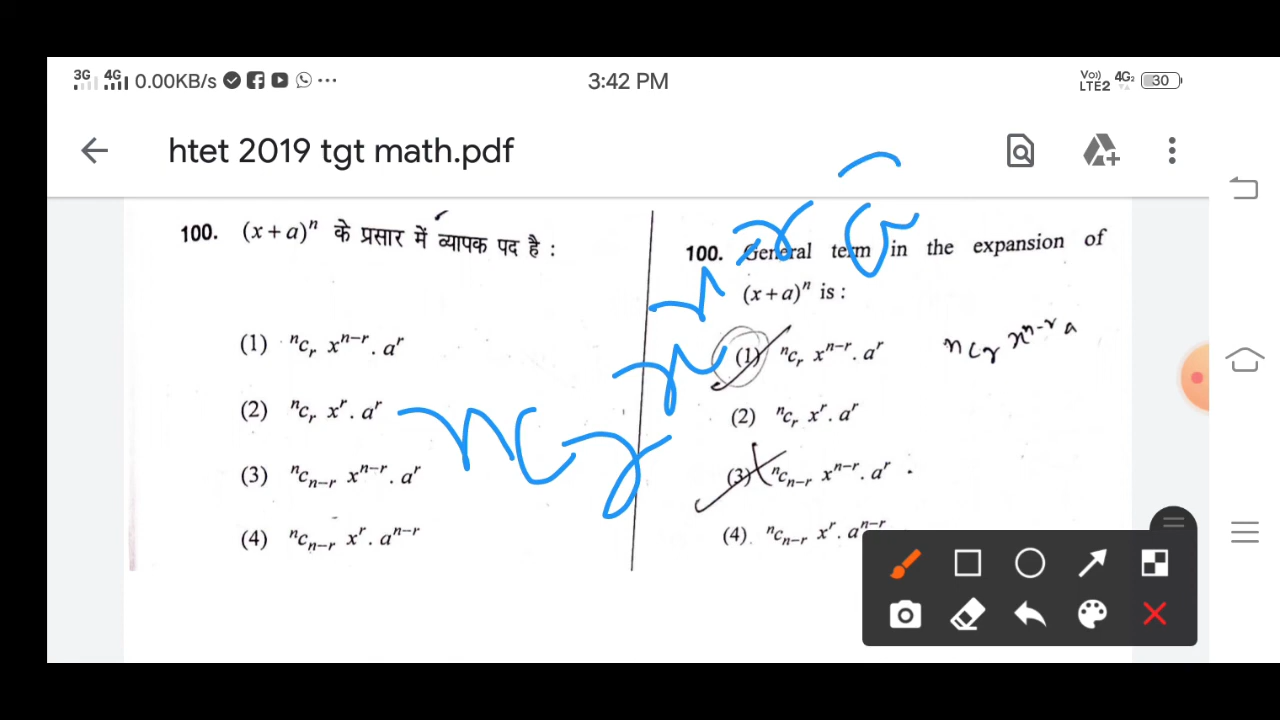 3G 4G 0.00KB/s ... 3:42 PM Vo) LTE2 4G2 30
htet 2019 tgt math.pdf
100. (x+a)ⁿ के प्रसार में व्यापक पद है :
(1) ⁿcᵣ xⁿ⁻ʳ. aʳ
(2) ⁿcᵣ xʳ. aʳ
(3) ⁿcₙ₋ᵣ xⁿ⁻ʳ. aʳ
(4) ⁿcₙ₋ᵣ xʳ. aⁿ⁻ʳ
100. General term in the expansion of
(x+a)ⁿ is :
(1) ⁿcᵣ xⁿ⁻ʳ. aʳ
(2) ⁿcᵣ xʳ. aʳ
(3) ⁿcₙ₋ᵣ xⁿ⁻ʳ. aʳ
(4). ⁿcₙ₋ᵣ xʳ. aⁿ⁻ʳ
ncᵣ xⁿ⁻ʳ a
ncᵣ xⁿ⁻ʳ a